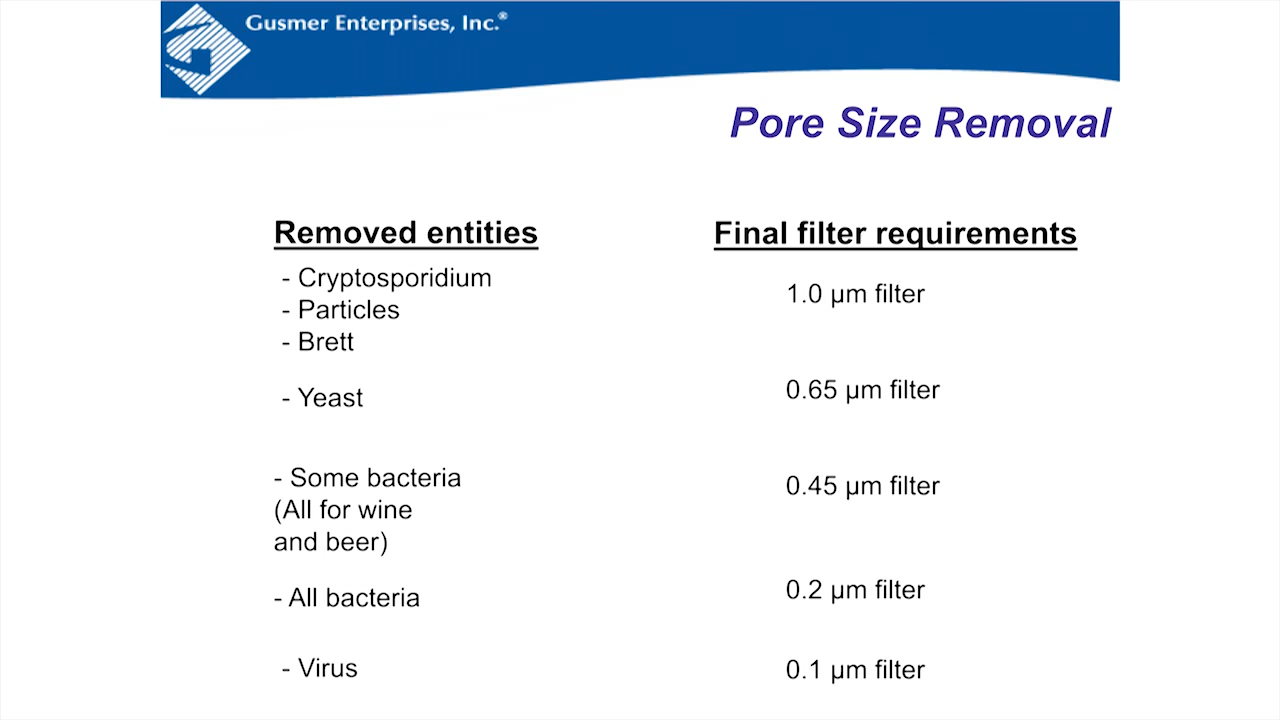 Gusmer Enterprises, Inc.®
Pore Size Removal
Removed entities
Final filter requirements
- Cryptosporidium
1.0 µm filter
- Particles
- Brett
- Yeast
0.65 µm filter
- Some bacteria
0.45 µm filter
(All for wine
and beer)
- All bacteria
0.2 µm filter
- Virus
0.1 µm filter